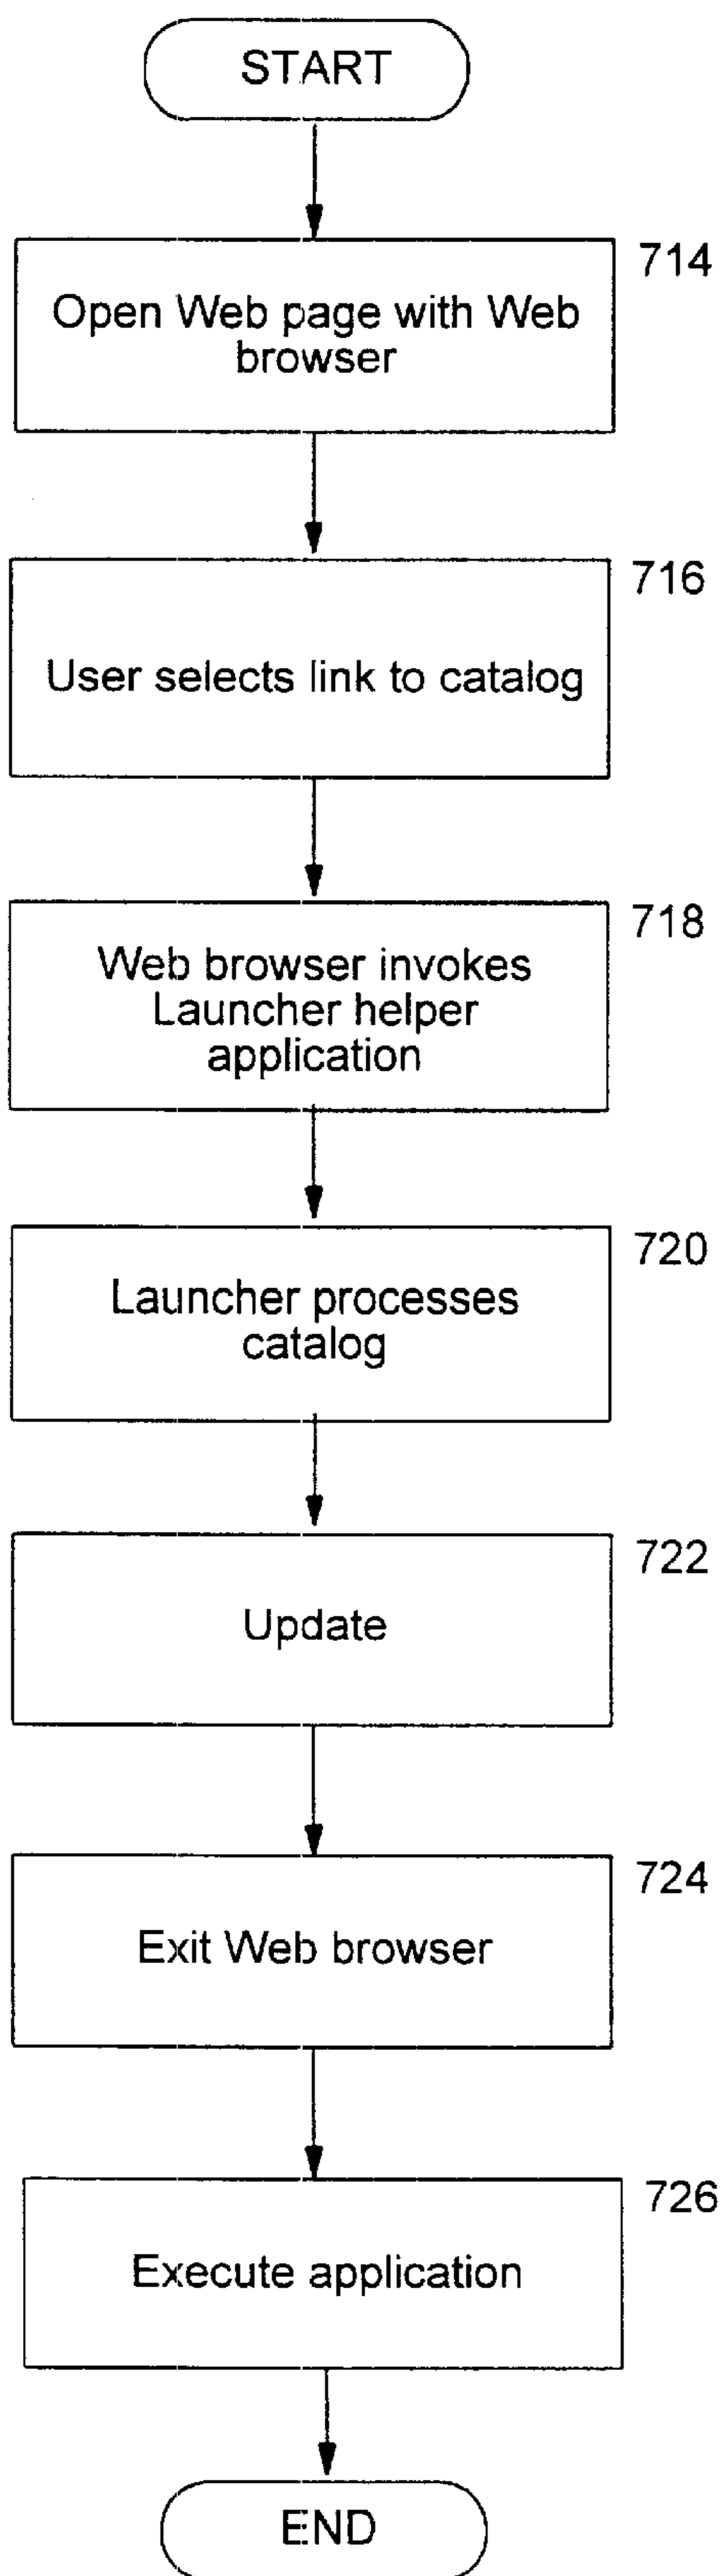 START
714
Open Web page with Web
browser
716
User selects link to catalog
718
Web browser invokes
Launcher helper
application
720
Launcher processes
catalog
722
Update
724
Exit Web browser
726
Execute application
END